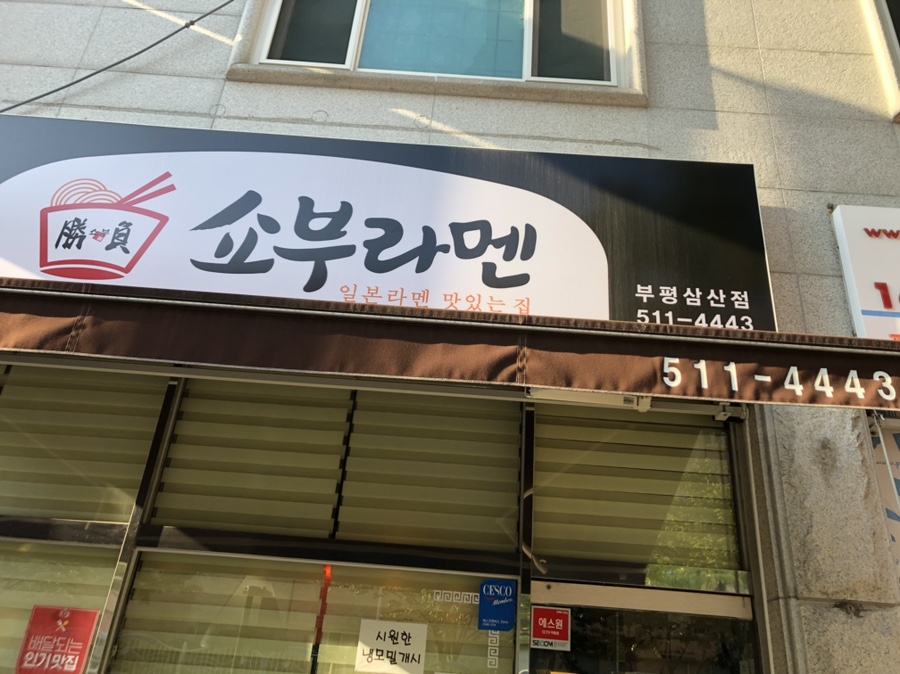 勝負
쇼부라멘
일본라멘 맛있는집
부평삼산점
511-4443
511-4443
배달되는
인기맛집
시원한
냉모밀개시
CESCO
Member
에스원
SECOM